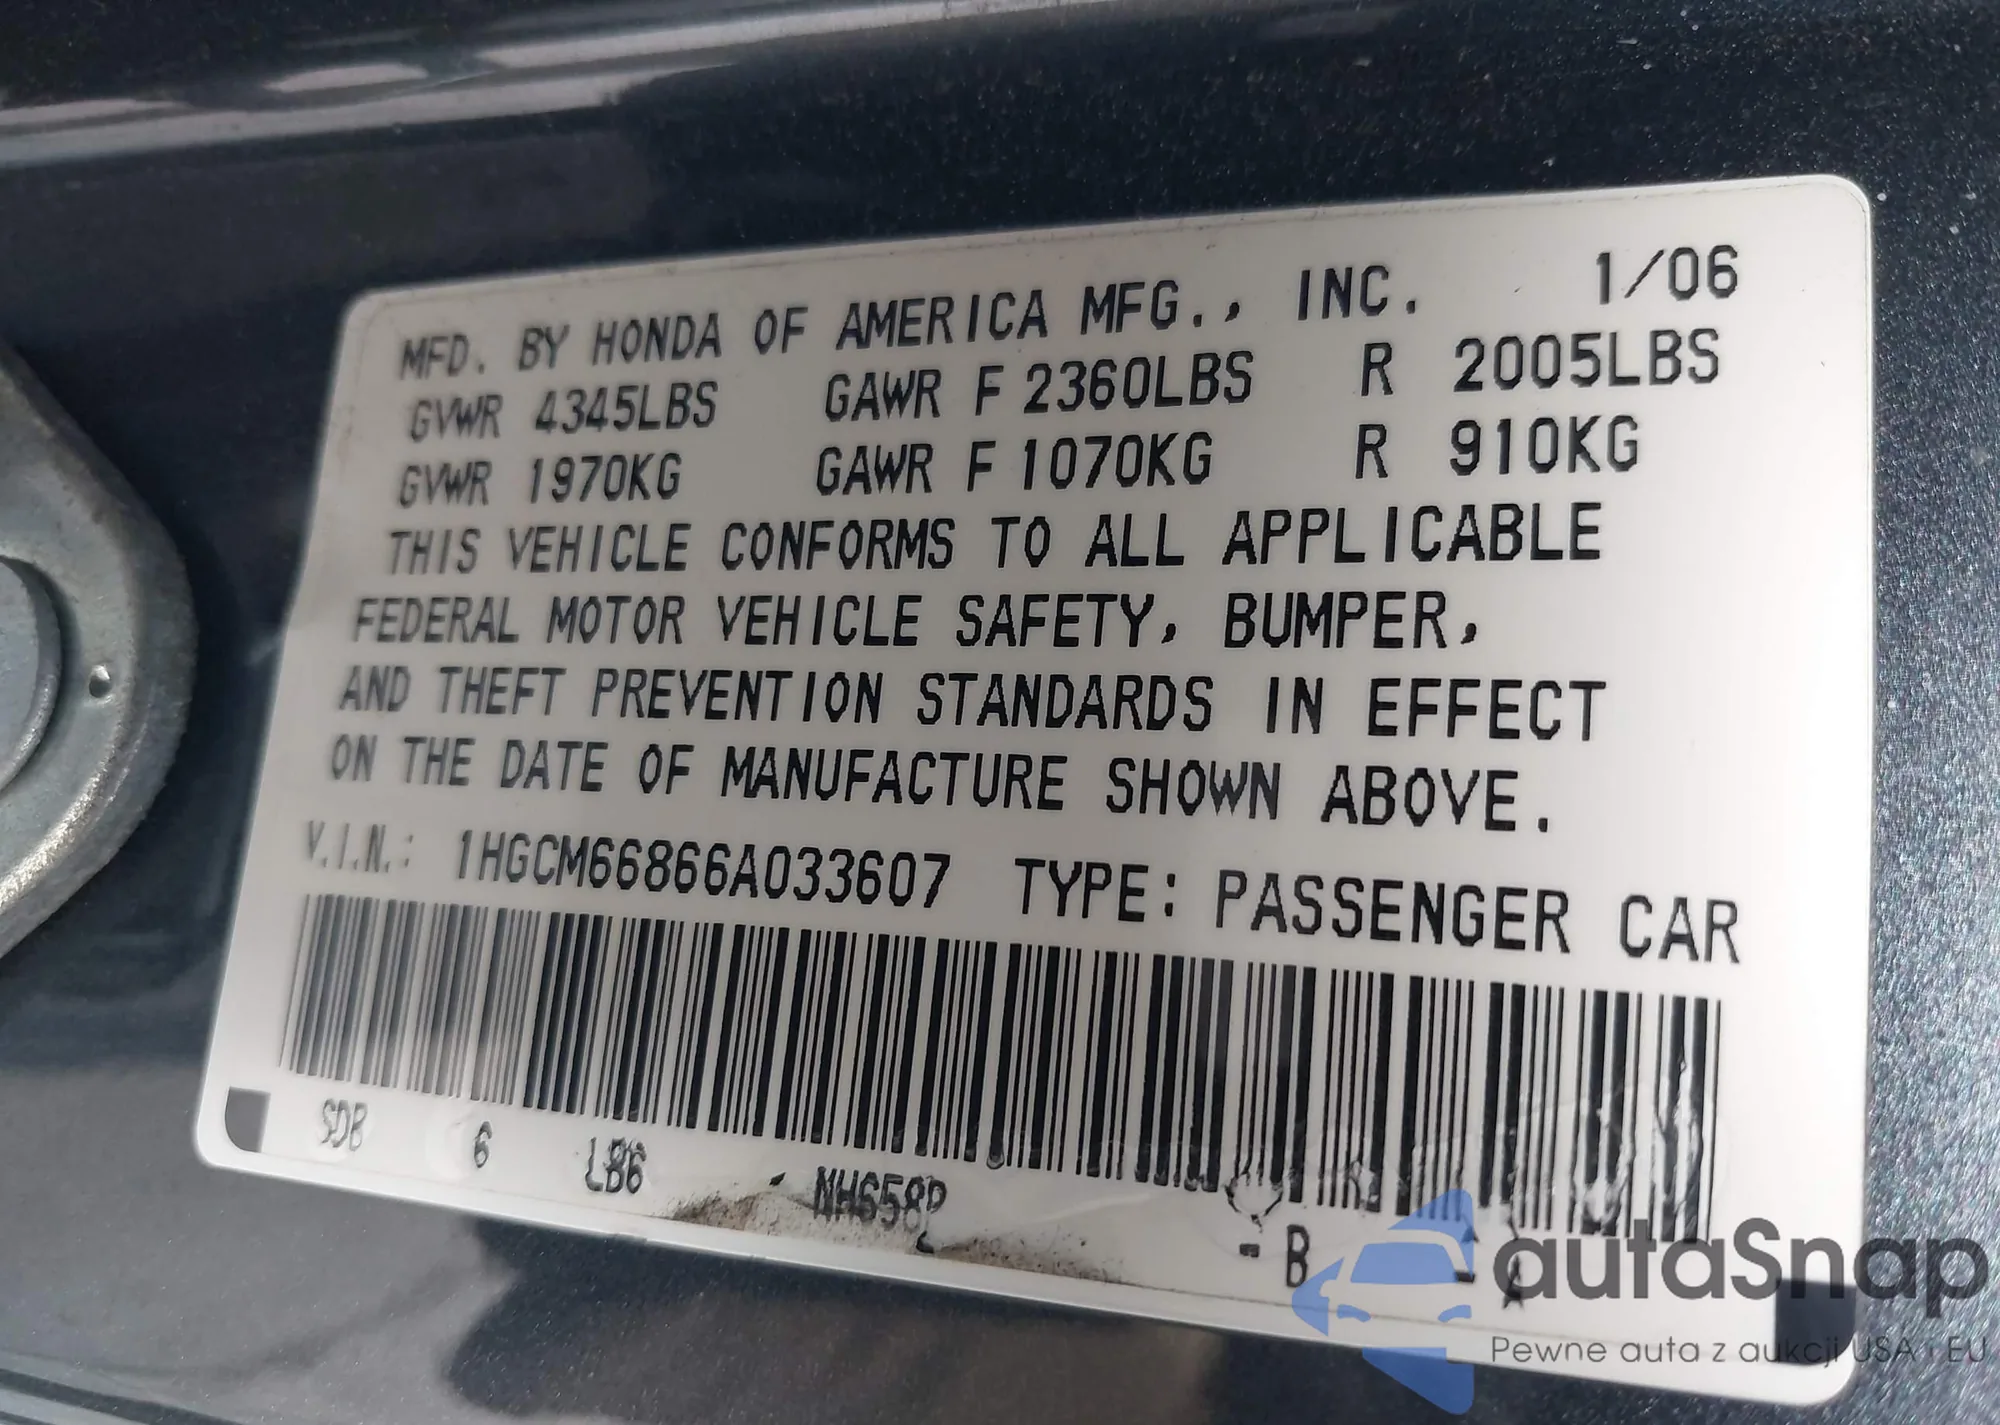 MFD. BY HONDA OF AMERICA MFG., INC. 1/06
GVWR 4345LBS GAWR F 2360LBS R 2005LBS
GVWR 1970KG GAWR F 1070KG R 910KG
THIS VEHICLE CONFORMS TO ALL APPLICABLE
FEDERAL MOTOR VEHICLE SAFETY, BUMPER,
AND THEFT PREVENTION STANDARDS IN EFFECT
ON THE DATE OF MANUFACTURE SHOWN ABOVE.
V.I.N.: 1HGCM66866A033607 TYPE: PASSENGER CAR
SDB 6 LB6 - NH658P - B - A
autaSnap
Pewne auta z aukcji USA i EU